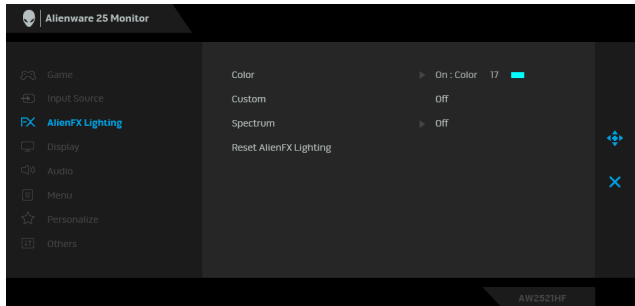 Alienware 25 Monitor
Game
Color On : Color 17
Input Source
Custom Off
FX AlienFX Lighting
Spectrum Off
Display
Reset AlienFX Lighting
Audio
Menu
Personalize
Others
AW2521HF